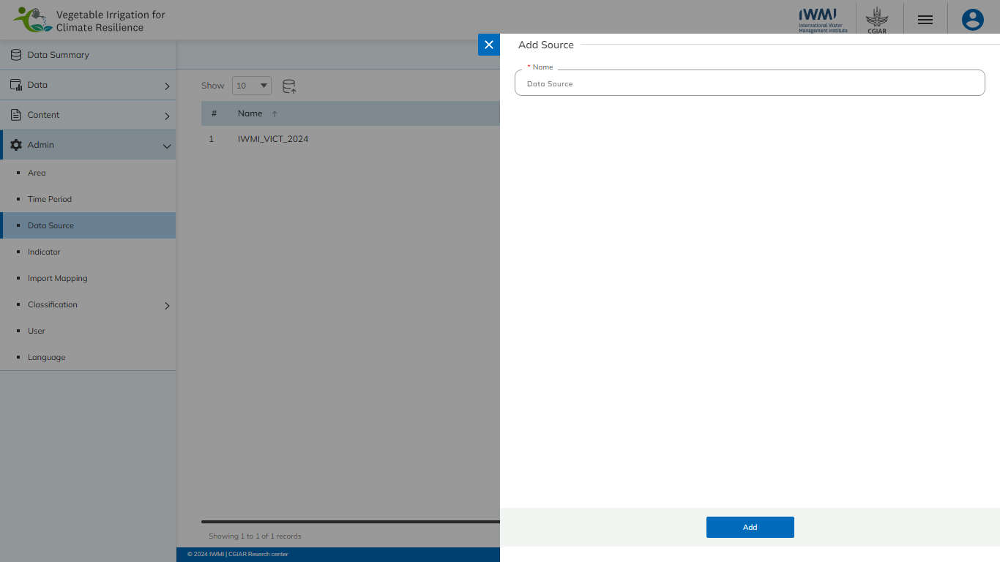 Vegetable Irrigation for
Climate Resilience
IWMI
International Water
Management Institute
CGIAR
Data Summary
Data
Content
Admin
Area
Time Period
Data Source
Indicator
Import Mapping
Classification
User
Language
Show 10
# Name
1 IWMI_VICT_2024
Showing 1 to 1 of 1 records
© 2024 IWMI | CGIAR Reserch center
Add Source
* Name
Data Source
Add